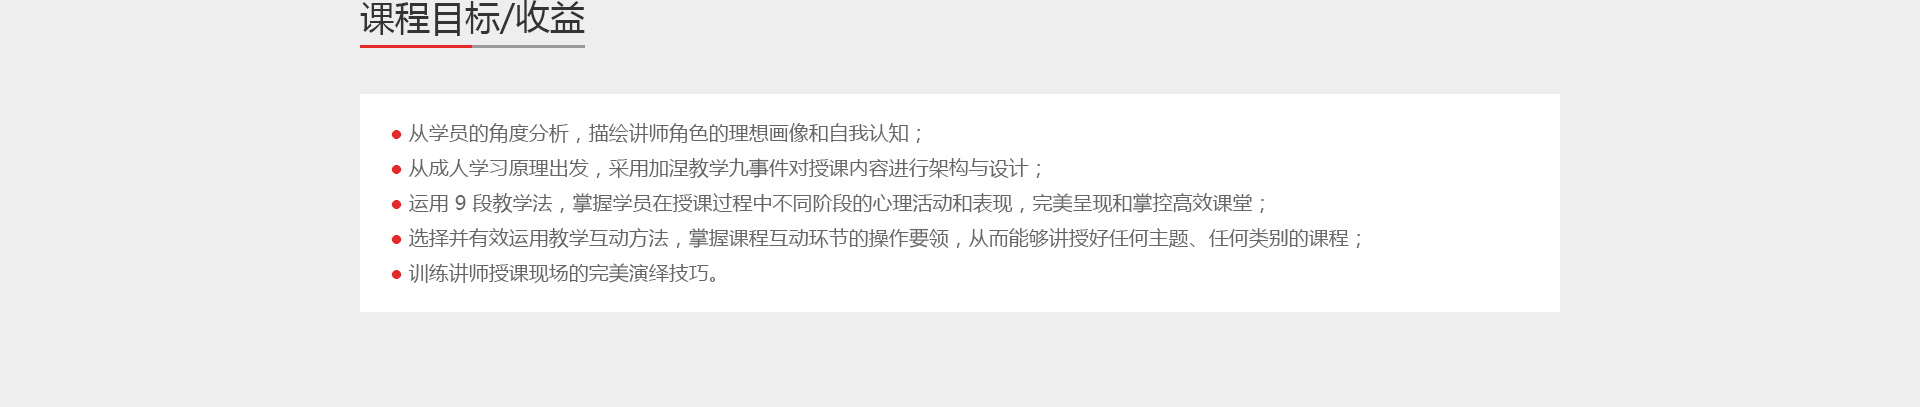 课程目标/收益
● 从学员的角度分析，描绘讲师角色的理想画像和自我认知；
● 从成人学习原理出发，采用加涅教学九事件对授课内容进行架构与设计；
● 运用 9 段教学法，掌握学员在授课过程中不同阶段的心理活动和表现，完美呈现和掌控高效课堂；
● 选择并有效运用教学互动方法，掌握课程互动环节的操作要领，从而能够讲授好任何主题、任何类别的课程；
● 训练讲师授课现场的完美演绎技巧。